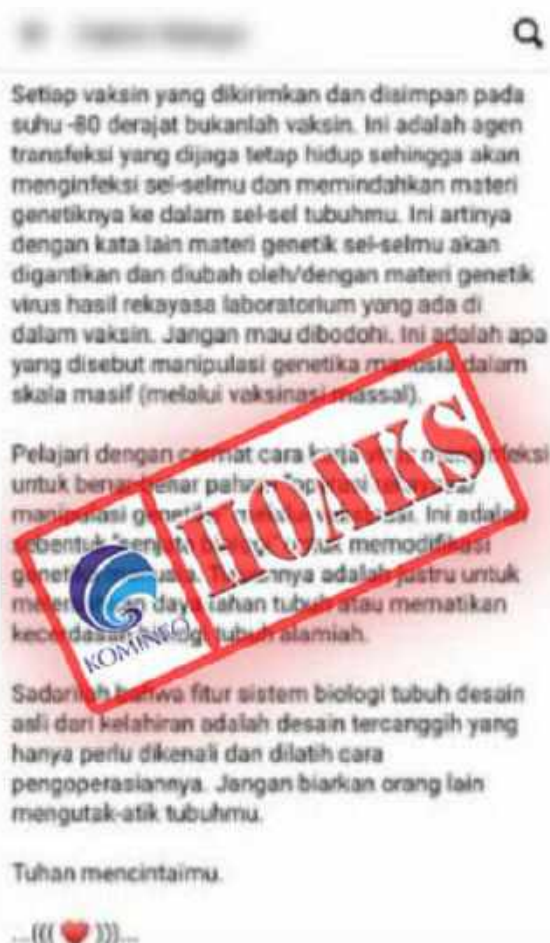 Setiap vaksin yang dikirimkan dan disimpan pada
suhu -80 derajat bukanlah vaksin. Ini adalah agen
transfeksi yang dijaga tetap hidup sehingga akan
menginfeksi sel-selmu dan memindahkan materi
genetiknya ke dalam sel-sel tubuhmu. Ini artinya
dengan kata lain materi genetik sel-selmu akan
digantikan dan diubah oleh/dengan materi genetik
virus hasil rekayasa laboratorium yang ada di
dalam vaksin. Jangan mau dibodohi. Ini adalah apa
yang disebut manipulasi genetika manusia dalam
skala masif (melalui vaksinasi massal).
Pelajari dengan cermat cara
untuk benar-benar
Ini adalah
memodifikasi
adalah justru untuk
daya tahan tubuh atau mematikan
kecerdasan tubuh alamiah.
HOAKS
KOMINFO
Sadarilah bahwa fitur sistem biologi tubuh desain
asli dari kelahiran adalah desain tercanggih yang
hanya perlu dikenali dan dilatih cara
pengoperasiannya. Jangan biarkan orang lain
mengutak-atik tubuhmu.
Tuhan mencintaimu.
...((( ❤️ )))...